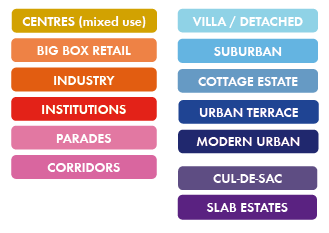 CENTRES (mixed use)
BIG BOX RETAIL
INDUSTRY
INSTITUTIONS
PARADES
CORRIDORS
VILLA / DETACHED
SUBURBAN
COTTAGE ESTATE
URBAN TERRACE
MODERN URBAN
CUL-DE-SAC
SLAB ESTATES